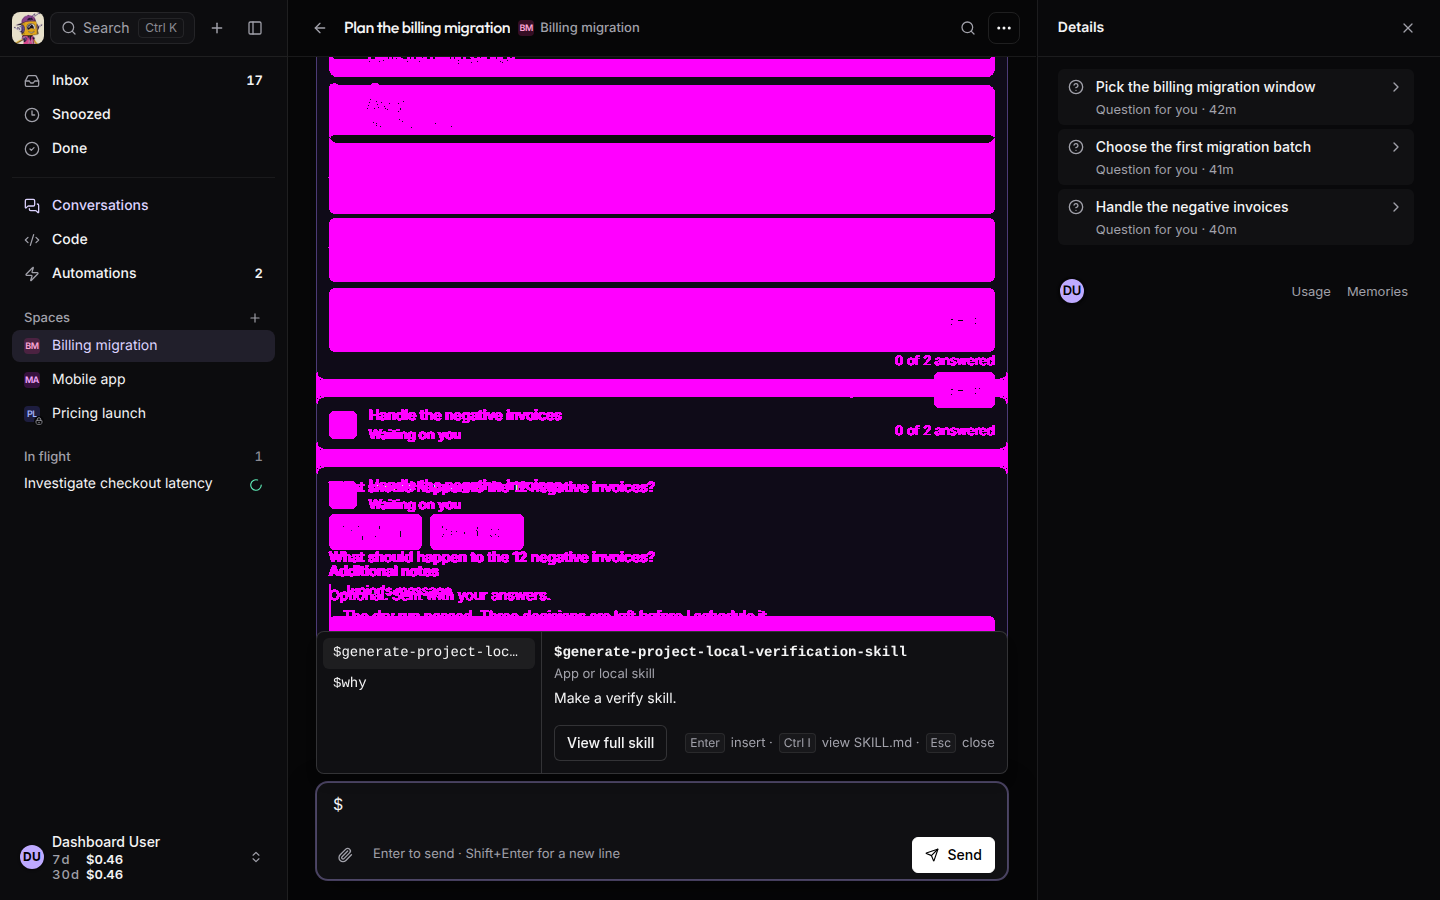 Search Ctrl K
Inbox 17
Snoozed
Done
Conversations
Code
Automations 2
Spaces
BM Billing migration
MA Mobile app
PL Pricing launch
In flight 1
Investigate checkout latency
DU Dashboard User
7d $0.46
30d $0.46
Plan the billing migration BM Billing migration
0 of 2 answered
Handle the negative invoices
Waiting on you
0 of 2 answered
Waiting on you
What should happen to the 12 negative invoices?
Additional notes
$generate-project-loc…
$why
$generate-project-local-verification-skill
App or local skill
Make a verify skill.
View full skill Enter insert · Ctrl I view SKILL.md · Esc close
$
Enter to send · Shift+Enter for a new line
Send
Details
Pick the billing migration window
Question for you · 42m
Choose the first migration batch
Question for you · 41m
Handle the negative invoices
Question for you · 40m
DU Usage Memories